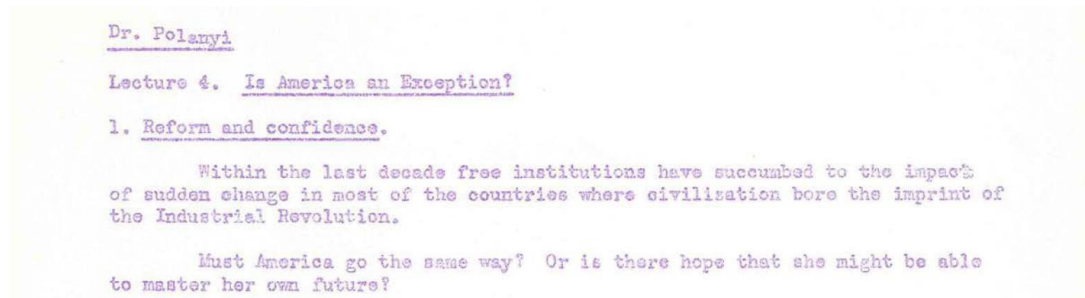 Dr. Polanyi
Lecture 4. Is America an Exception?
1. Reform and confidence.
Within the last decade free institutions have succumbed to the impact
of sudden change in most of the countries where civilization bore the imprint of
the Industrial Revolution.
Must America go the same way? Or is there hope that she might be able
to master her own future?